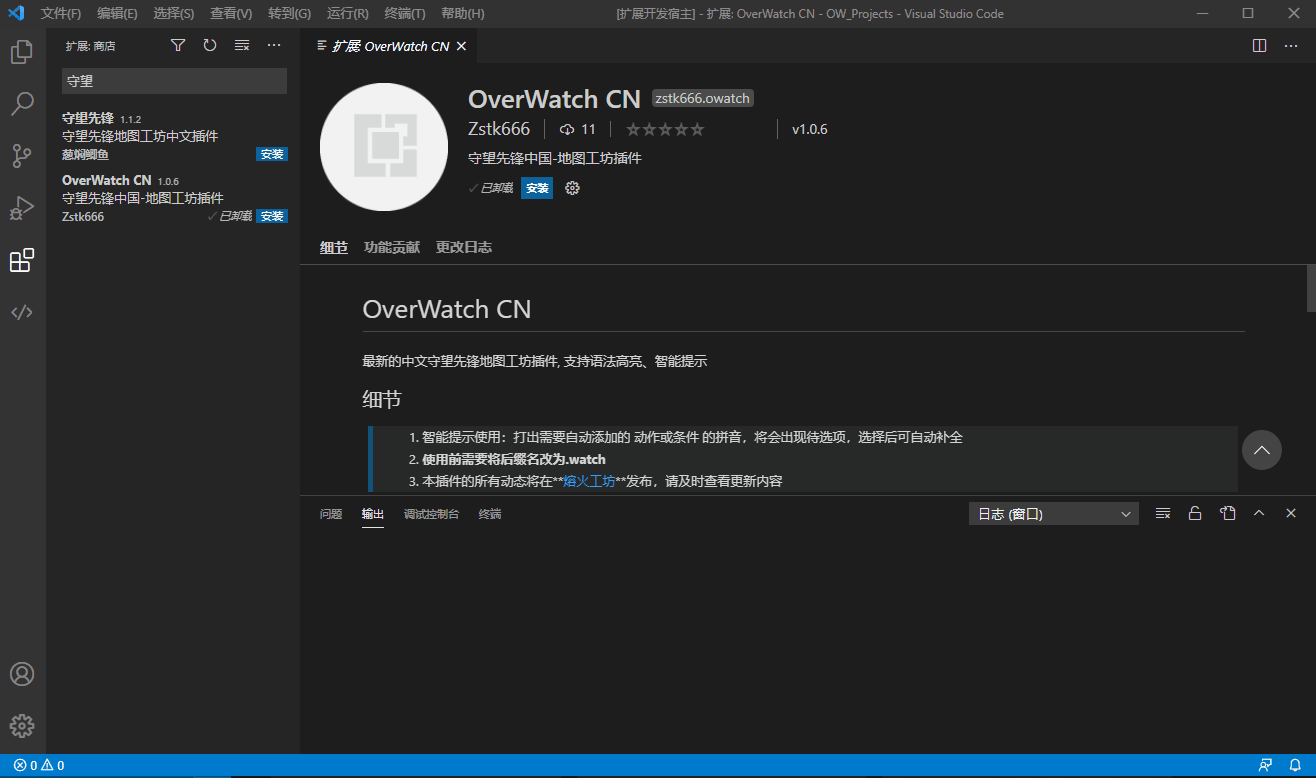 文件(F) 编辑(E) 选择(S) 查看(V) 转到(G) 运行(R) 终端(T) 帮助(H) [扩展开发宿主] - 扩展: OverWatch CN - OW_Projects - Visual Studio Code
扩展: 商店
守望
守望先锋 1.1.2
守望先锋地图工坊中文插件
葱焖鲫鱼 安装
OverWatch CN 1.0.6
守望先锋中国-地图工坊插件
Zstk666 ✓已卸载 安装
扩展: OverWatch CN
OverWatch CN zstk666.owatch
Zstk666 11 v1.0.6
守望先锋中国-地图工坊插件
✓已卸载 安装
细节 功能贡献 更改日志
OverWatch CN
最新的中文守望先锋地图工坊插件, 支持语法高亮、智能提示
细节
1. 智能提示使用：打出需要自动添加的 动作或条件 的拼音，将会出现待选项，选择后可自动补全
2. 使用前需要将后缀名改为.watch
3. 本插件的所有动态将在**熔火工坊**发布，请及时查看更新内容
问题 输出 调试控制台 终端 日志 (窗口)
0 0